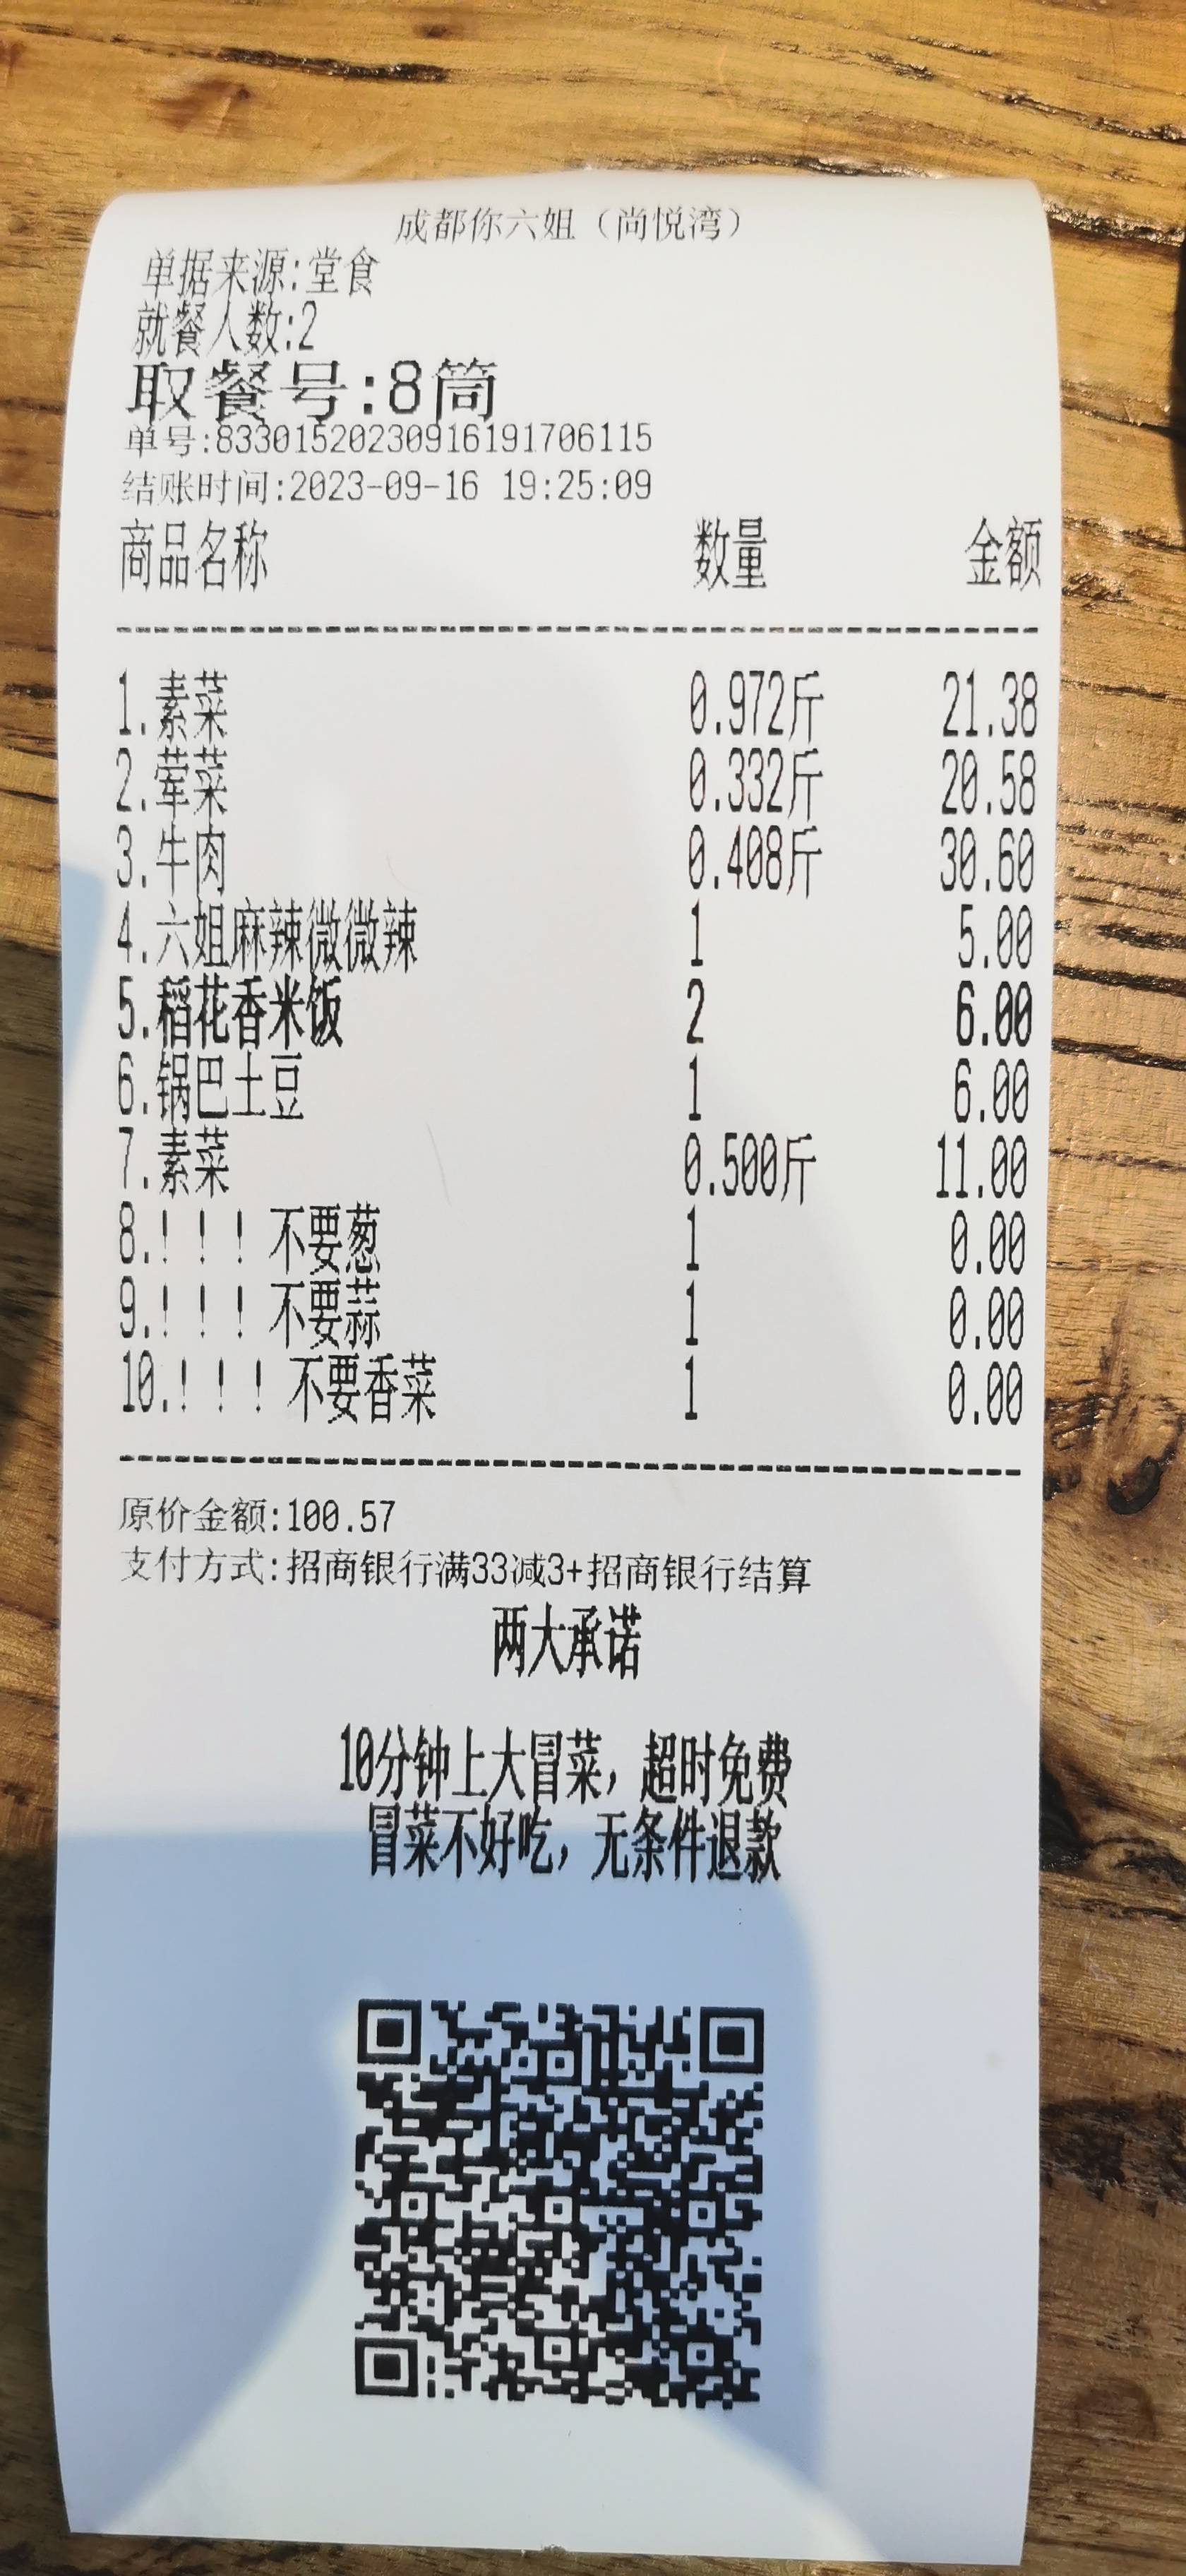 成都你六姐（尚悦湾）
单据来源:堂食
就餐人数:2
取餐号:8筒
单号:83301520230916191706115
结账时间:2023-09-16 19:25:09
商品名称 数量 金额
1.素菜 0.972斤 21.38
2.荤菜 0.332斤 20.58
3.牛肉 0.408斤 30.60
4.六姐麻辣微微辣 1 5.00
5.稻花香米饭 2 6.00
6.锅巴土豆 1 6.00
7.素菜 0.500斤 11.00
8.！！！不要葱 1 0.00
9.！！！不要蒜 1 0.00
10.！！！不要香菜 1 0.00
原价金额:100.57
支付方式:招商银行满33减3+招商银行结算
两大承诺
10分钟上大冒菜，超时免费
冒菜不好吃，无条件退款